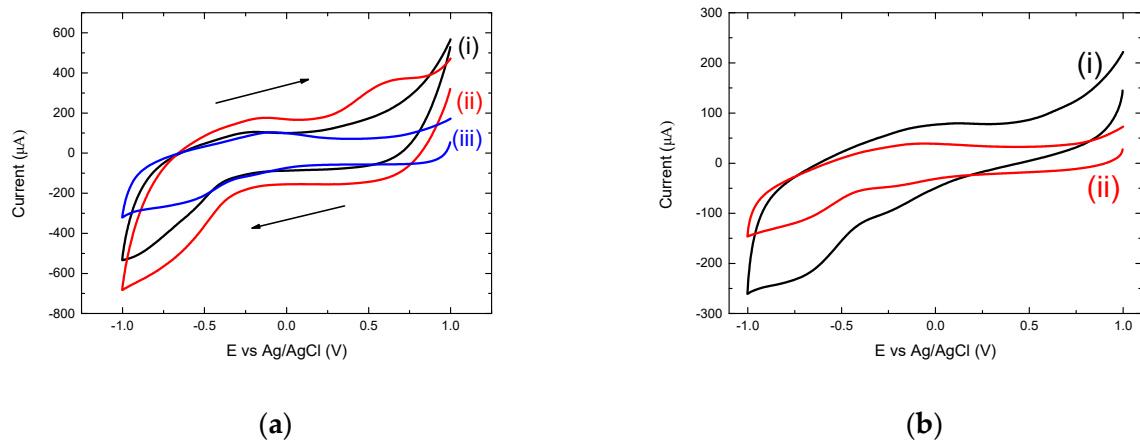 600
400
200
0
-200
-400
-600
-800
-1.0
-0.5
0.0
0.5
1.0
Current (μA)
E vs Ag/AgCl (V)
(i)
(ii)
(iii)
(a)
300
200
100
0
-100
-200
-300
-1.0
-0.5
0.0
0.5
1.0
Current (μA)
E vs Ag/AgCl (V)
(i)
(ii)
(b)